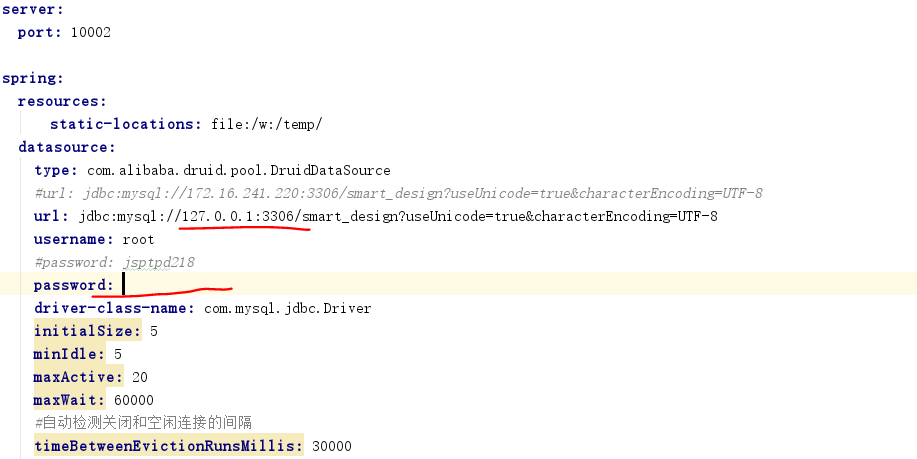 server:
port: 10002
spring:
resources:
static-locations: file:/w:/temp/
datasource:
type: com.alibaba.druid.pool.DruidDataSource
#url: jdbc:mysql://172.16.241.220:3306/smart_design?useUnicode=true&characterEncoding=UTF-8
url: jdbc:mysql://127.0.0.1:3306/smart_design?useUnicode=true&characterEncoding=UTF-8
username: root
#password: jsptpd218
password:
driver-class-name: com.mysql.jdbc.Driver
initialSize: 5
minIdle: 5
maxActive: 20
maxWait: 60000
#自动检测关闭和空闲连接的间隔
timeBetweenEvictionRunsMillis: 30000